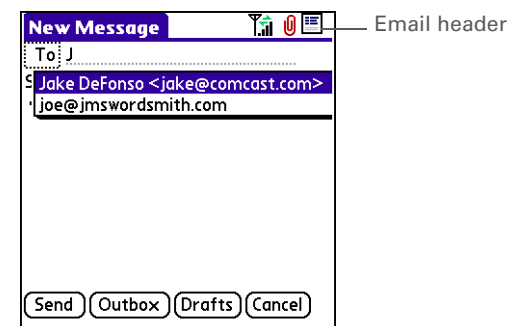 New Message
Email header
To J
S Jake DeFonso <jake@comcast.com>
joe@jmswordsmith.com
Send Outbox Drafts Cancel